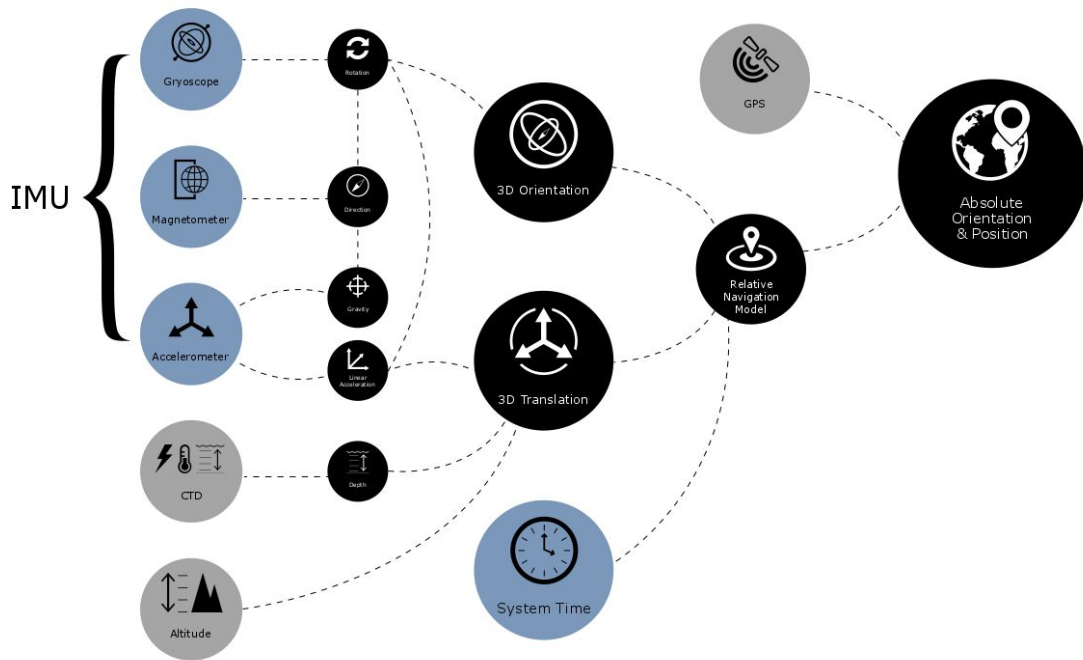 IMU
Gryoscope
Magnetometer
Accelerometer
CTD
Altitude
Rotation
Direction
Gravity
Linear
Acceleration
Depth
3D Orientation
3D Translation
System Time
GPS
Relative
Navigation
Model
Absolute
Orientation
& Position